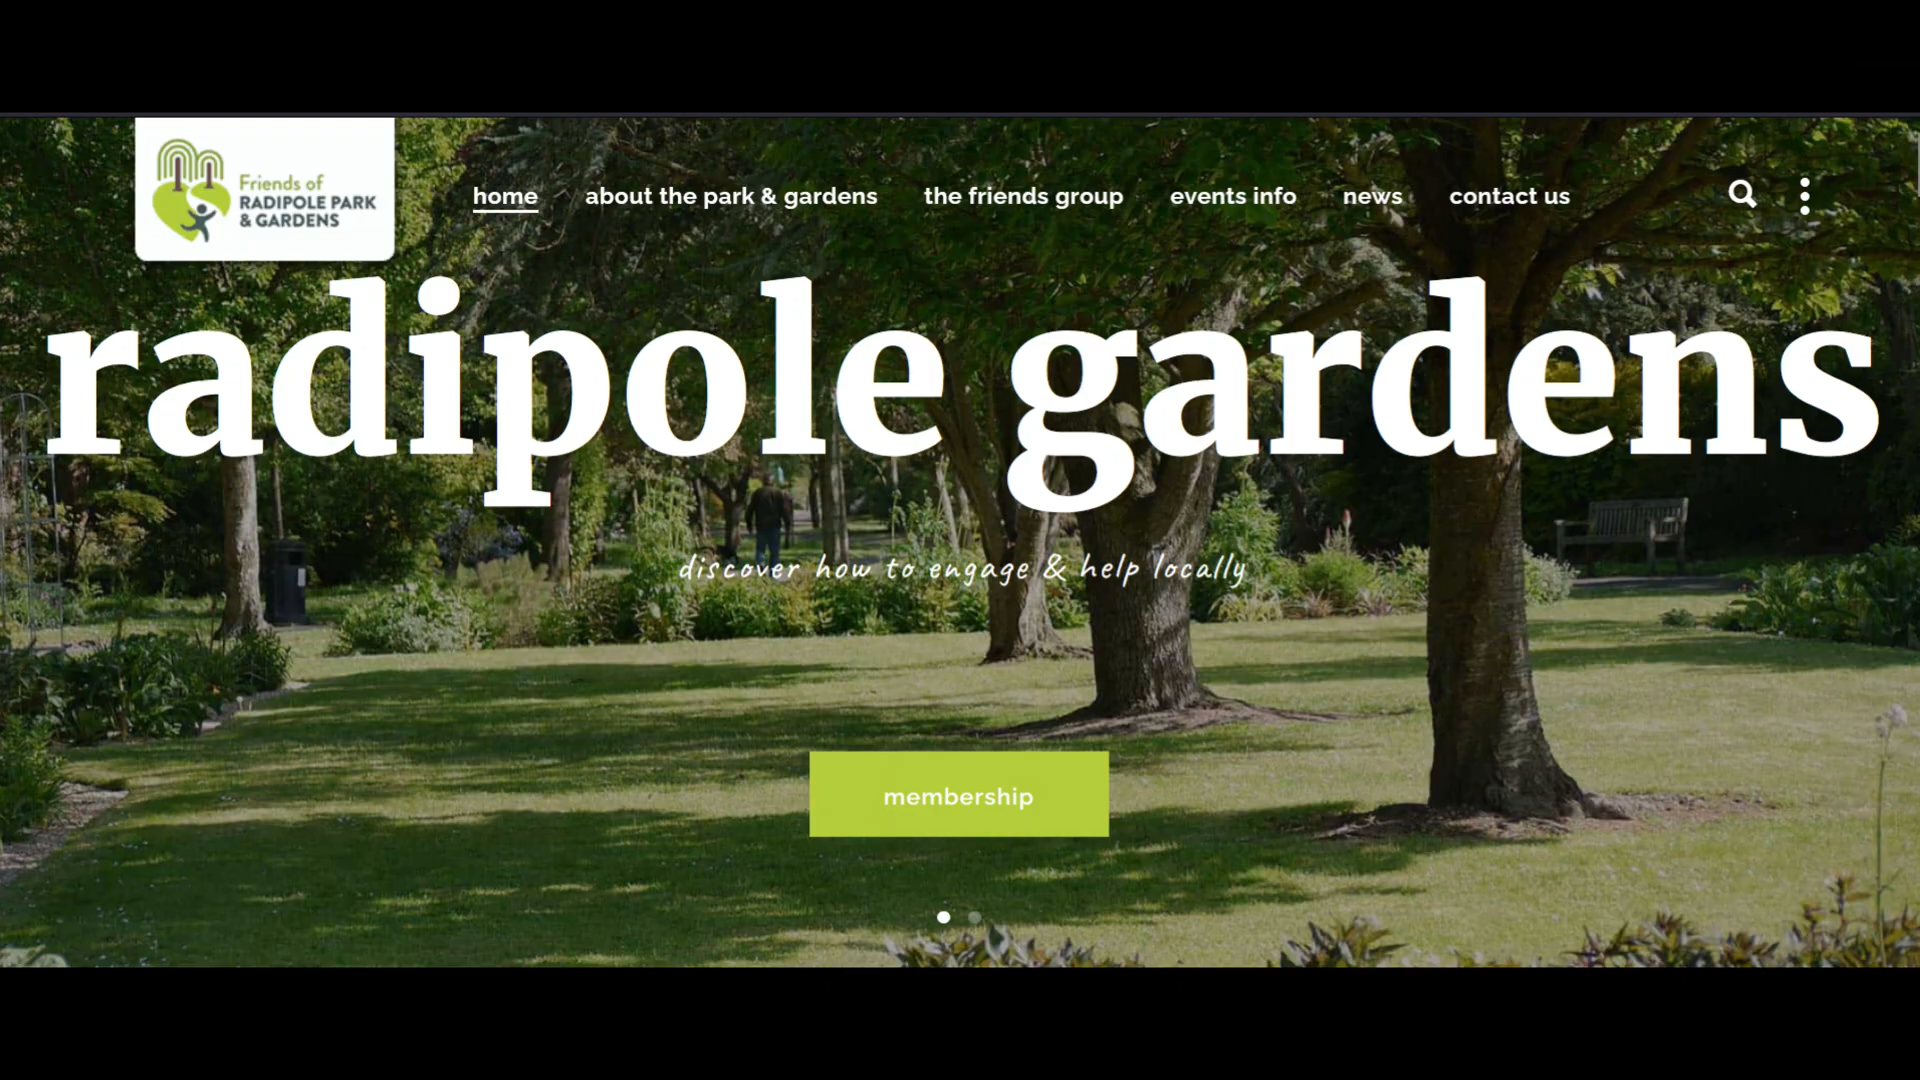 Friends of
RADIPOLE PARK
& GARDENS
home about the park & gardens the friends group events info news contact us
radipole gardens
discover how to engage & help locally
membership